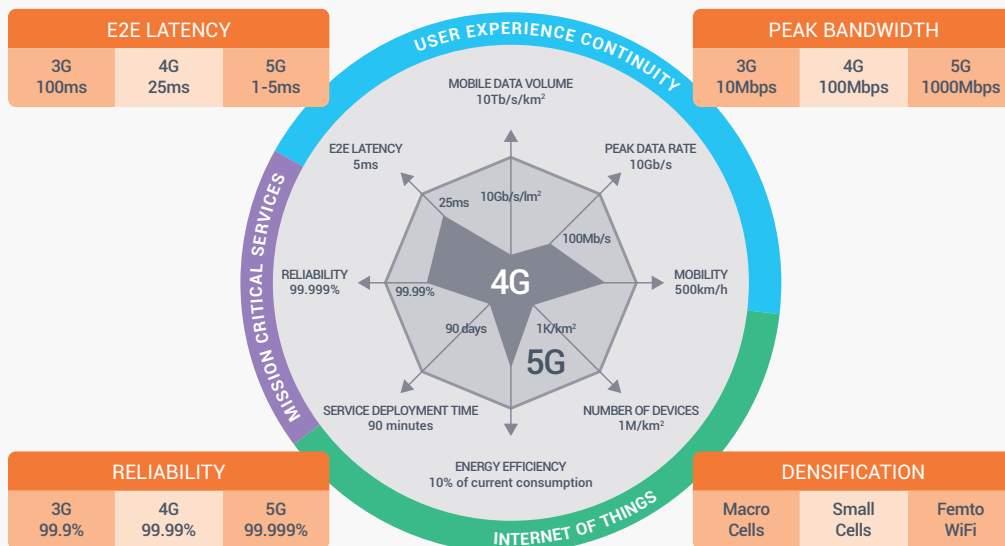 E2E LATENCY
3G 4G 5G
100ms 25ms 1-5ms
USER EXPERIENCE CONTINUITY
PEAK BANDWIDTH
3G 4G 5G
10Mbps 100Mbps 1000Mbps
MOBILE DATA VOLUME
10Tb/s/km²
E2E LATENCY
5ms
PEAK DATA RATE
10Gb/s
25ms
10Gb/s/lm²
100Mb/s
MISSION CRITICAL SERVICES
RELIABILITY
99.999%
99.99%
4G
MOBILITY
500km/h
90 days
1K/km²
5G
SERVICE DEPLOYMENT TIME
90 minutes
NUMBER OF DEVICES
1M/km²
ENERGY EFFICIENCY
10% of current consumption
INTERNET OF THINGS
RELIABILITY
3G 4G 5G
99.9% 99.99% 99.999%
DENSIFICATION
Macro Small Femto
Cells Cells WiFi